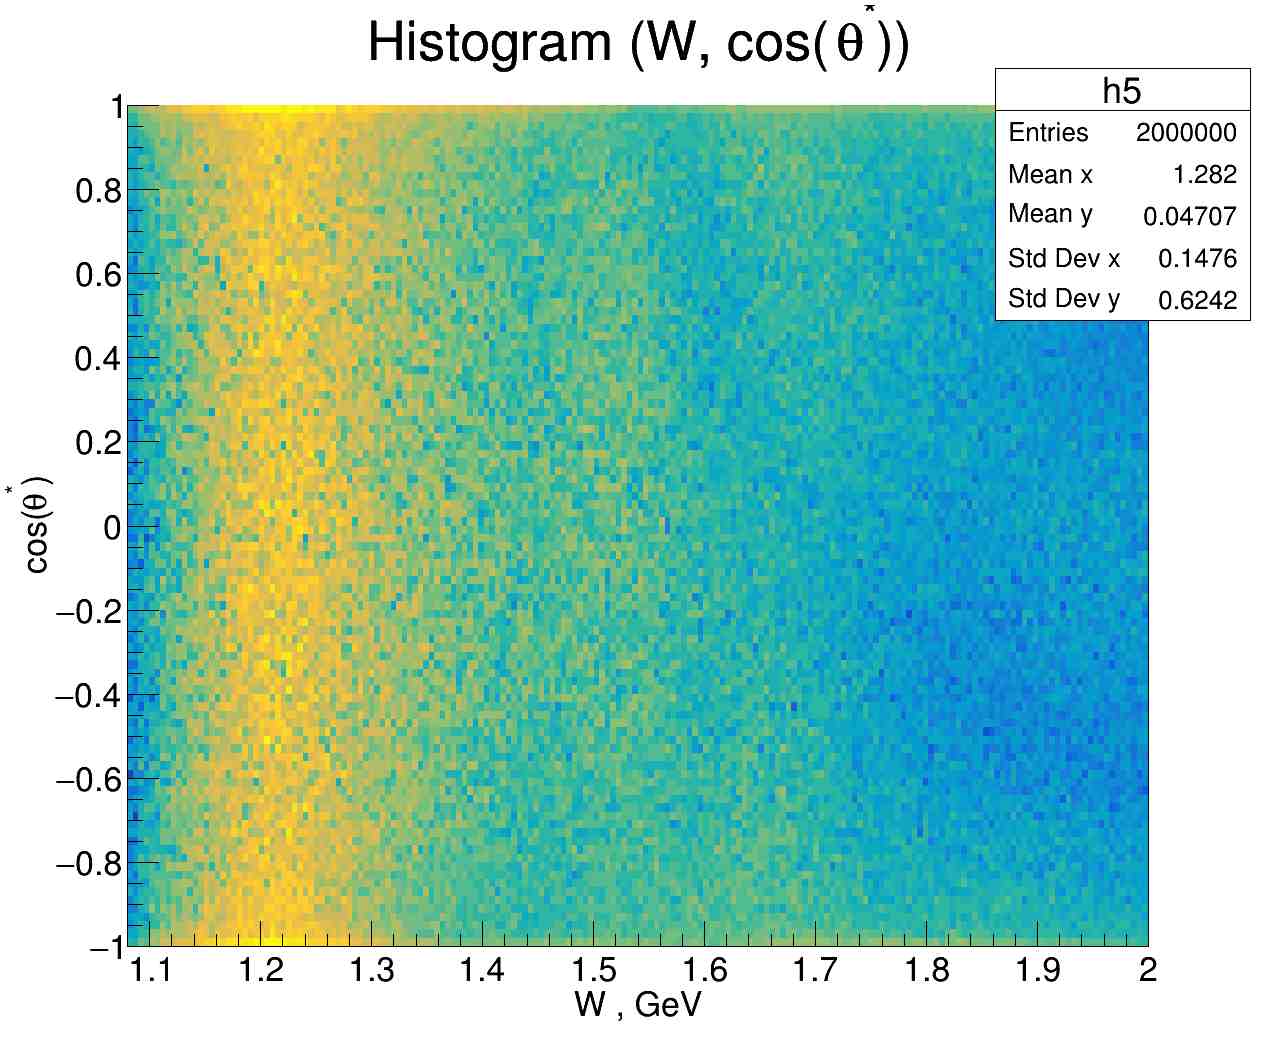 Histogram (W, cos(θ*))
h5
Entries 2000000
Mean x 1.282
Mean y 0.04707
Std Dev x 0.1476
Std Dev y 0.6242
1
0.8
0.6
0.4
0.2
0
−0.2
−0.4
−0.6
−0.8
−1
cos(θ*)
1.1 1.2 1.3 1.4 1.5 1.6 1.7 1.8 1.9 2
W , GeV